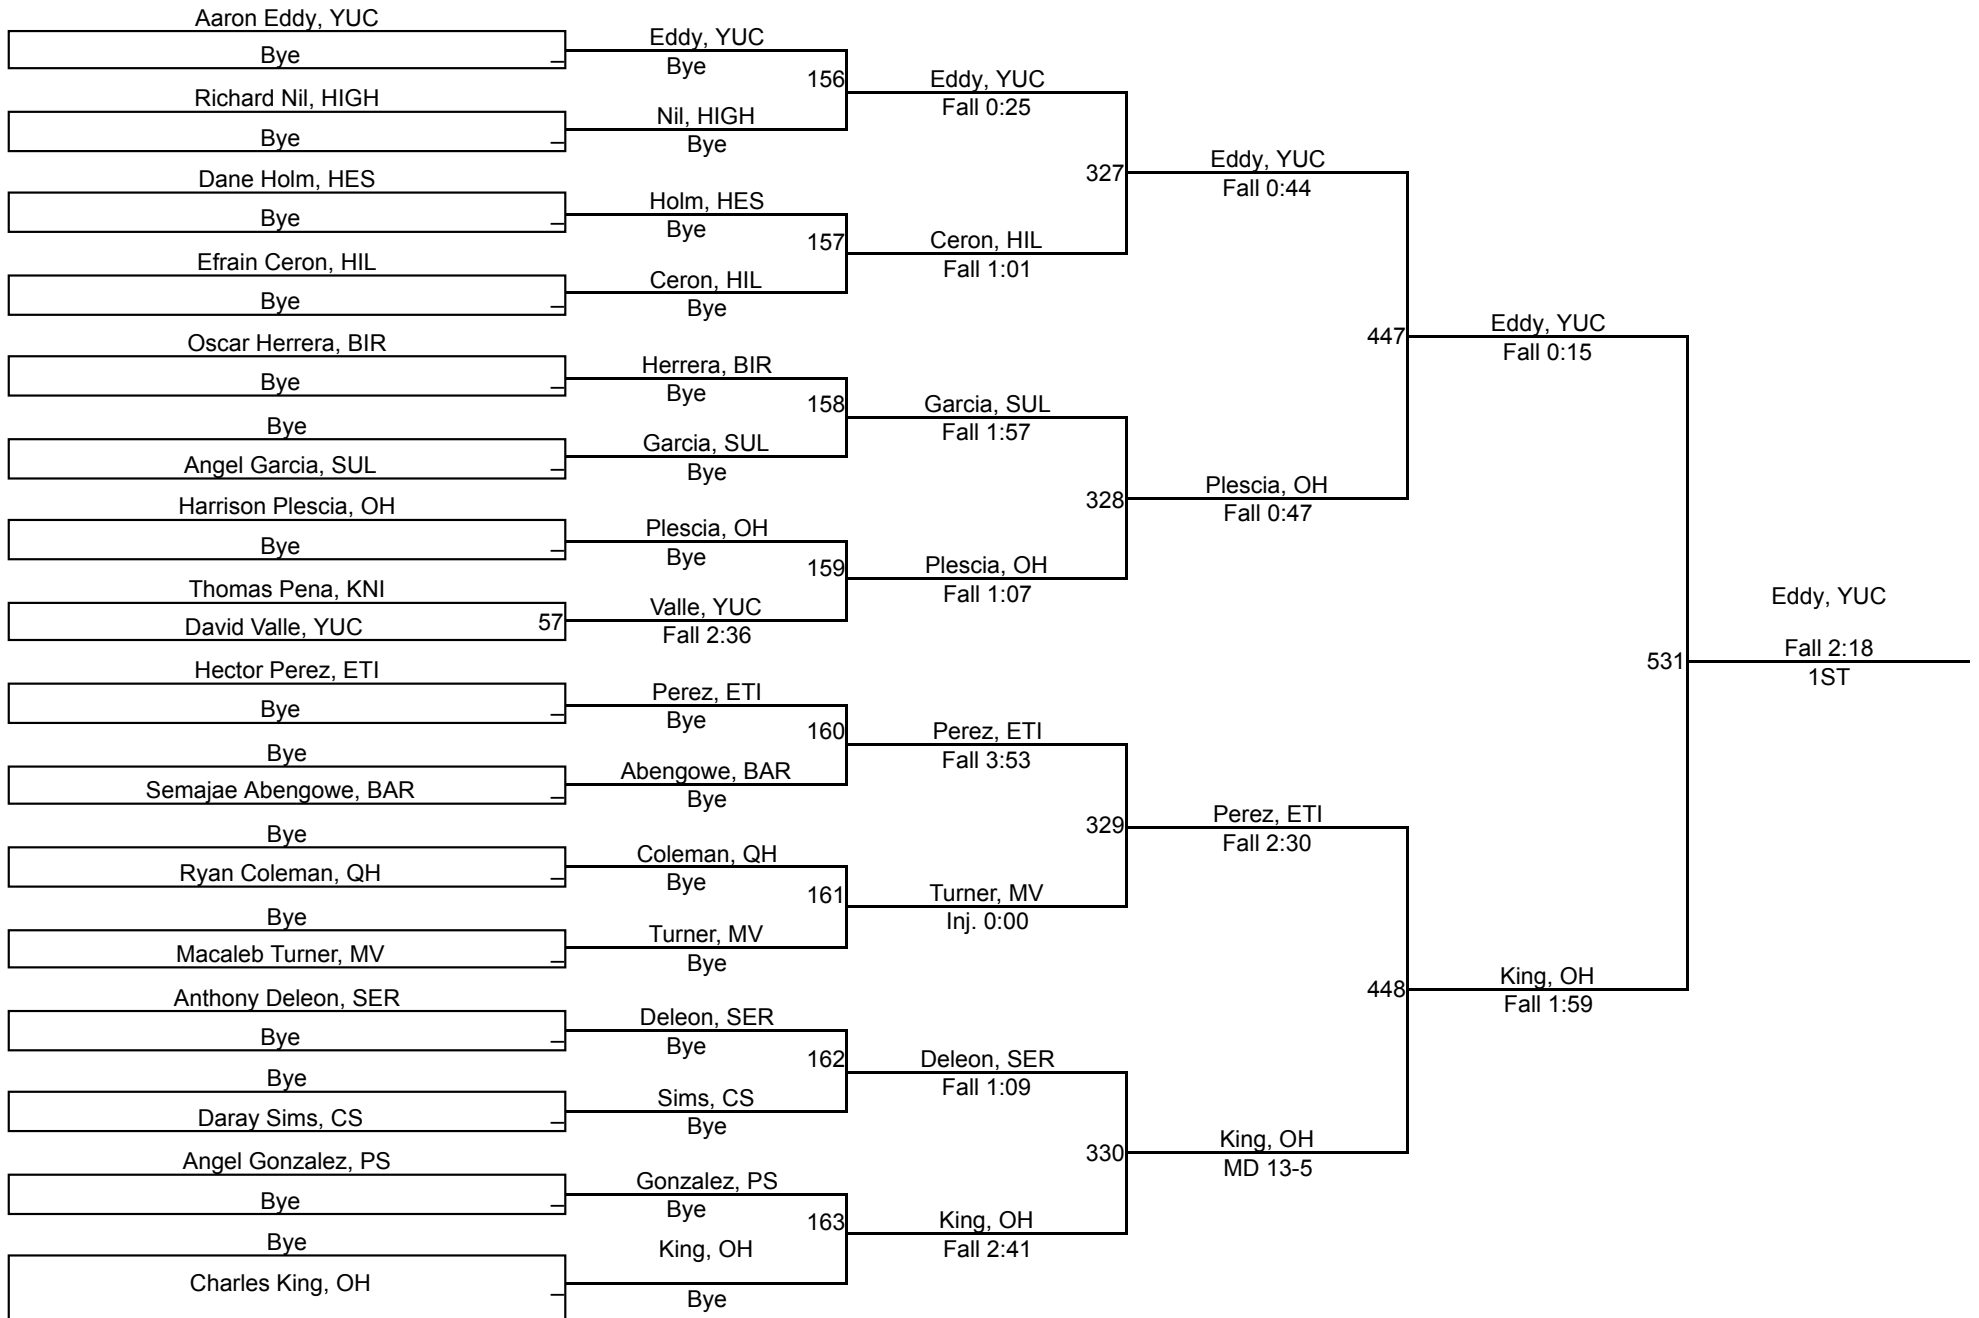 Aaron Eddy, YUC
Bye
_
Richard Nil, HIGH
Bye
_
Dane Holm, HES
Bye
_
Efrain Ceron, HIL
Bye
_
Oscar Herrera, BIR
Bye
_
Bye
Angel Garcia, SUL
_
Harrison Plescia, OH
Bye
_
Thomas Pena, KNI
David Valle, YUC
57
Hector Perez, ETI
Bye
_
Bye
Semajae Abengowe, BAR
_
Bye
Ryan Coleman, QH
_
Bye
Macaleb Turner, MV
_
Anthony Deleon, SER
Bye
_
Bye
Daray Sims, CS
_
Angel Gonzalez, PS
Bye
_
Bye
Charles King, OH
_
Eddy, YUC
Bye
156
Nil, HIGH
Bye
Holm, HES
Bye
157
Ceron, HIL
Bye
Herrera, BIR
Bye
158
Garcia, SUL
Bye
Plescia, OH
Bye
159
Valle, YUC
Fall 2:36
Perez, ETI
Bye
160
Abengowe, BAR
Bye
Coleman, QH
Bye
161
Turner, MV
Bye
Deleon, SER
Bye
162
Sims, CS
Bye
Gonzalez, PS
Bye
163
King, OH
Bye
Eddy, YUC
Fall 0:25
327
Ceron, HIL
Fall 1:01
Garcia, SUL
Fall 1:57
328
Plescia, OH
Fall 1:07
Perez, ETI
Fall 3:53
329
Turner, MV
Inj. 0:00
Deleon, SER
Fall 1:09
330
King, OH
Fall 2:41
Eddy, YUC
Fall 0:44
447
Plescia, OH
Fall 0:47
Perez, ETI
Fall 2:30
448
King, OH
MD 13-5
Eddy, YUC
Fall 0:15
531
King, OH
Fall 1:59
Eddy, YUC
Fall 2:18
1ST